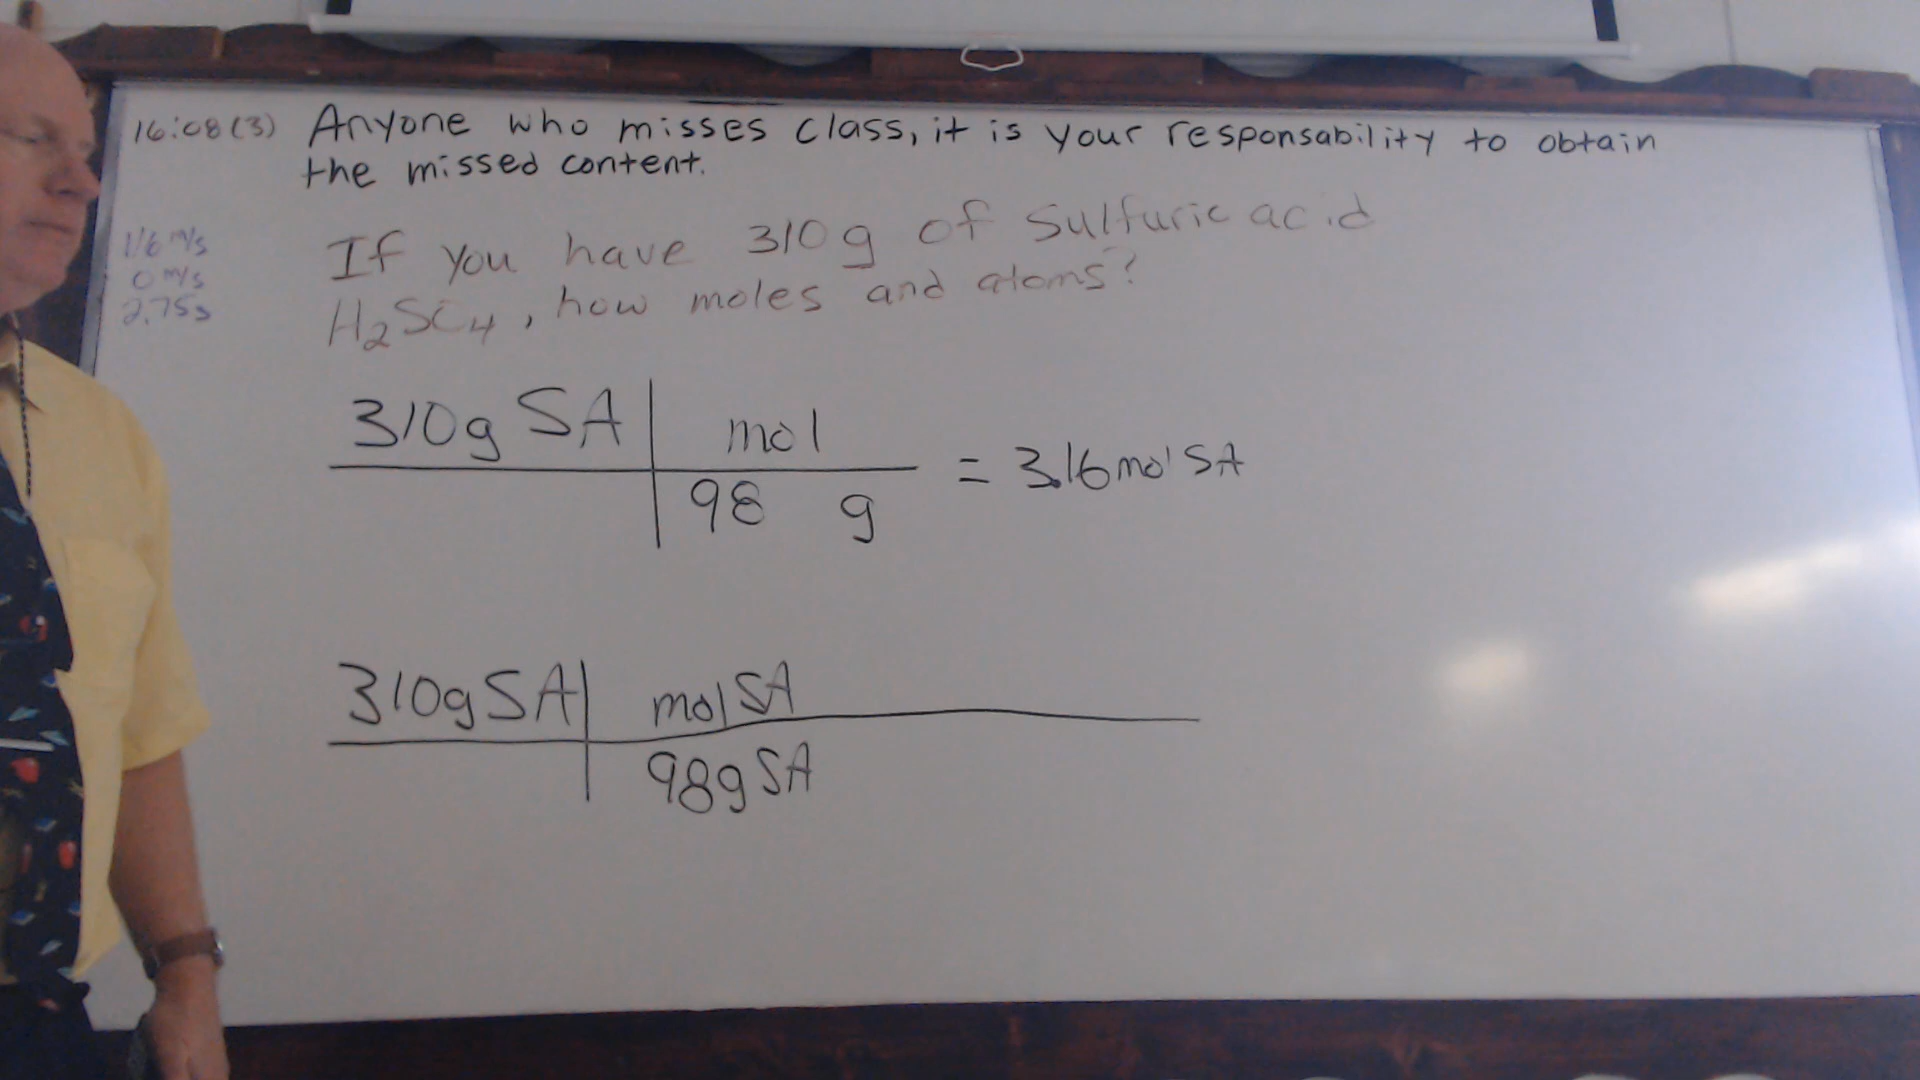 16:08(3) Anyone who misses class, it is your responsability to obtain
the missed content.
If you have 310g of Sulfuric acid
H₂SO₄, how moles and atoms?
m/s
0 m/s
2.75s
310g SA | mol
98 g
= 3.16 mol SA
310g SA | mol SA
98g SA